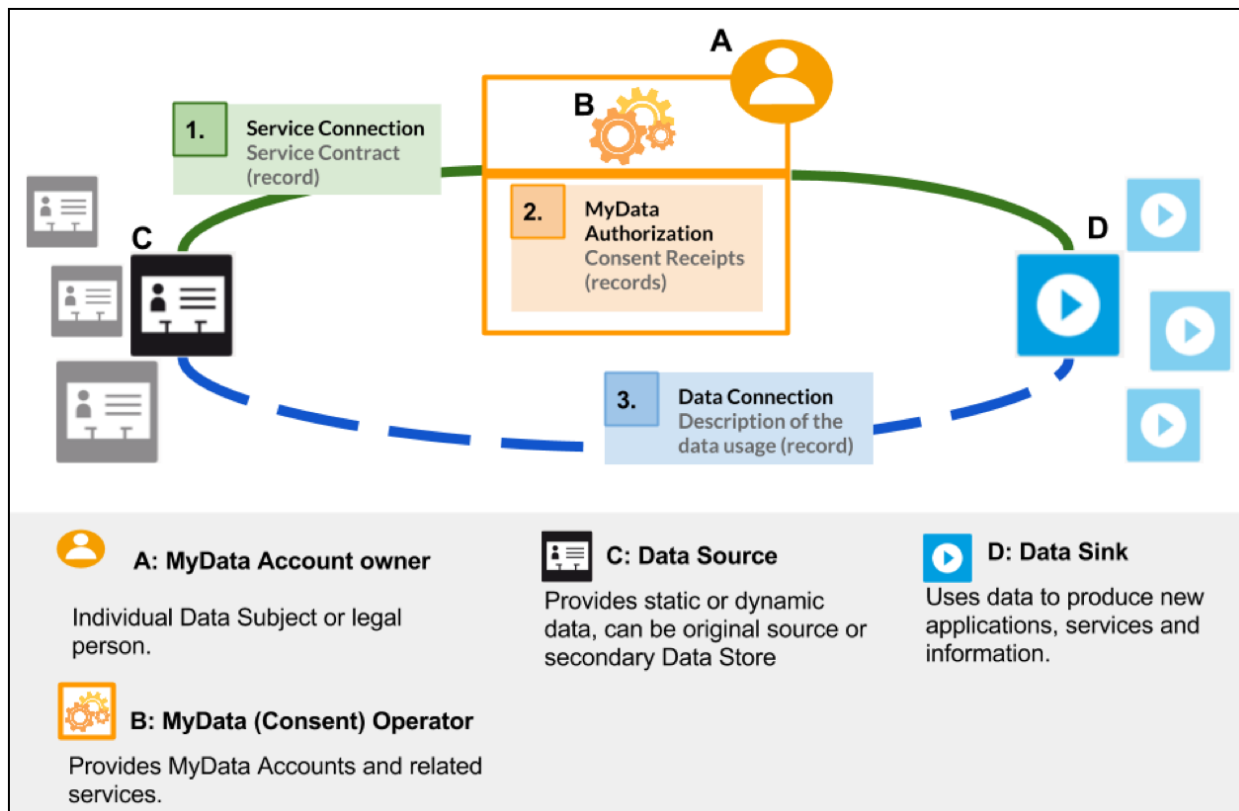 A
B
1.
Service Connection
Service Contract
(record)
2.
MyData
Authorization
Consent Receipts
(records)
C
D
3.
Data Connection
Description of the
data usage (record)
A: MyData Account owner
Individual Data Subject or legal
person.
B: MyData (Consent) Operator
Provides MyData Accounts and related
services.
C: Data Source
Provides static or dynamic
data, can be original source or
secondary Data Store
D: Data Sink
Uses data to produce new
applications, services and
information.